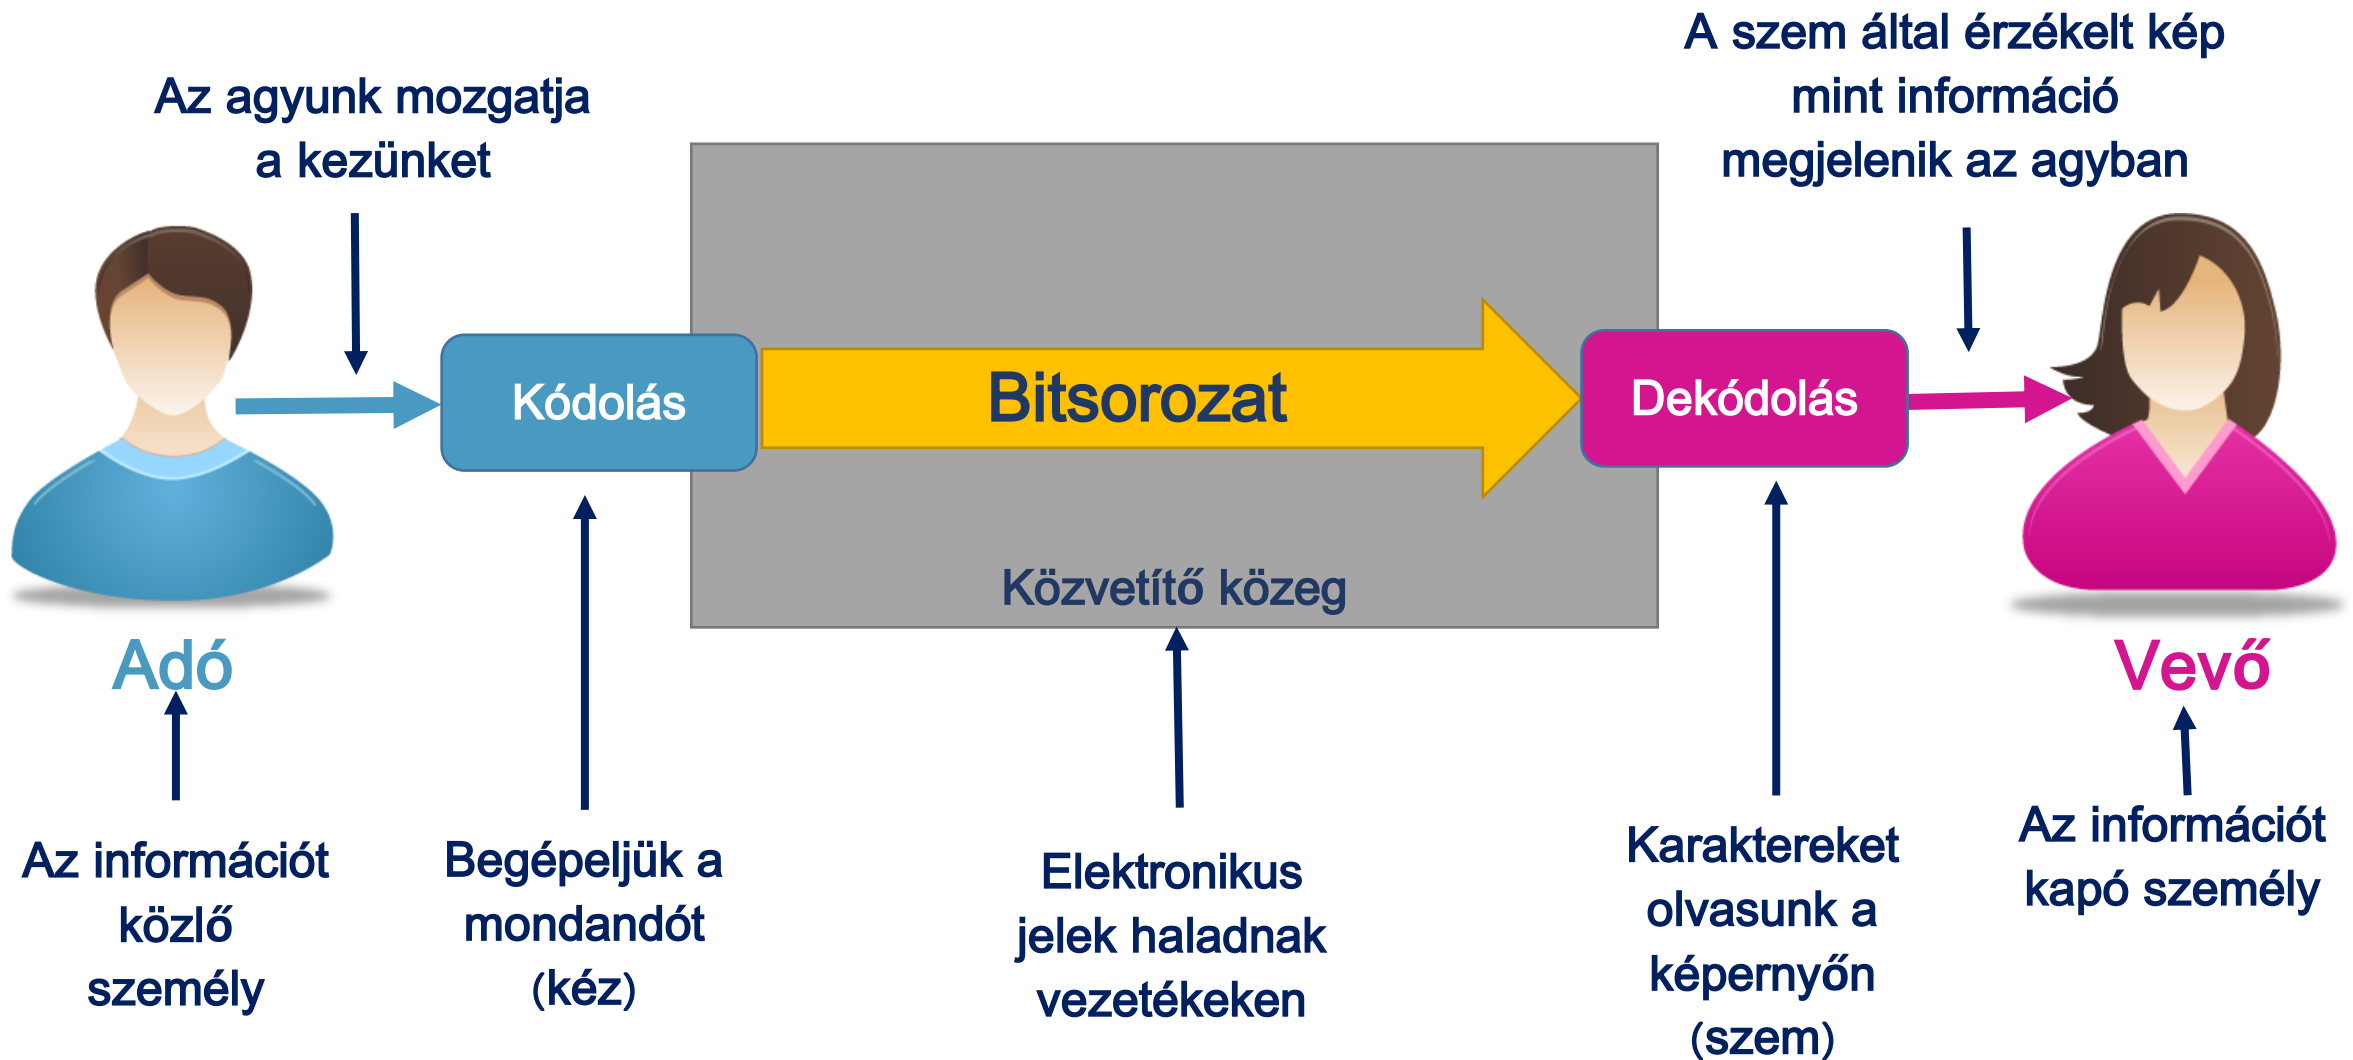 A szem által érzékelt kép
mint információ
megjelenik az agyban
Az agyunk mozgatja
a kezünket
Kódolás
Bitsorozat
Dekódolás
Közvetítő közeg
Adó
Vevő
Az információt
közlő
személy
Begépeljük a
mondandót
(kéz)
Elektronikus
jelek haladnak
vezetékeken
Karaktereket
olvasunk a
képernyőn
(szem)
Az információt
kapó személy